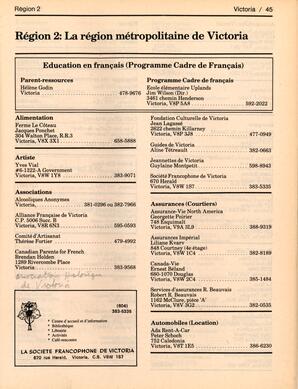 Région 2
Victoria / 45
Région 2: La région métropolitaine de Victoria
Education en français (Programme Cadre de Français)
Parent-ressources
Hélène Godin
Victoria 478-9676
Programme Cadre de français
Ecole élémentaire Uplands
Jim Wilson (Dir.)
3461 chemin Henderson
Victoria, V8P 5A8 592-2022
Alimentation
Ferme Le Côteau
Jacques Ponchet
304 Walton Place, R.R.3
Victoria, V8X 3X1 658-5888
Artiste
Yves Vial
#6-1222-A Government
Victoria, V8W 1Y8 383-9071
Associations
Alcooliques Anonymes
Victoria, 381-0296 ou 382-7966
Alliance Française de Victoria
C.P. 5006 Succ. B
Victoria, V8R 6N3 595-0593
Comité d'Artisanat
Thérèse Fortier 479-4992
Canadian Parents for French
Brendan Holden
1289 Rivercombe Place
Victoria 383-9568
association historique
de Victoria
(604)
383-5335
* Centre d'accueil et d'information
* Bibliothèque
* Librairie
* Activités
* Café-rencontre
LA SOCIETE FRANCOPHONE DE VICTORIA
670 rue Herald, Victoria, C.B. V8W 1S7
Fondation Culturelle de Victoria
Jean Lagassé
2622 chemin Killarney
Victoria, V8P 3J8 477-0949
Guides de Victoria
Aline Tétreault 382-0663
Jeannettes de Victoria
Guylaine Montpetit 598-8943
Société Francophone de Victoria
670 Herald
Victoria, V8W 1S7 383-5335
Assurances (Courtiers)
Assurance-Vie North America
Georgette Poirier
748 Esquimalt
Victoria, V9A 3L9 388-9319
Assurances Impérial
Liliane Kvarv
848 Courtney (4e étage)
Victoria, V8W 1C4 382-8189
Canada-Vie
Ernest Béland
690-1070 Douglas
Victoria, V8W 2C4 385-1484
Services d'assurances R. Beauvais
Robert R. Beauvais
1162 McClure, pièce 'A'
Victoria, V8V 3G2 382-0535
Automobiles (Location)
Ada Rent-A-Car
Peter Schoch
752 Caledonia
Victoria, V8T 1E5 386-6230